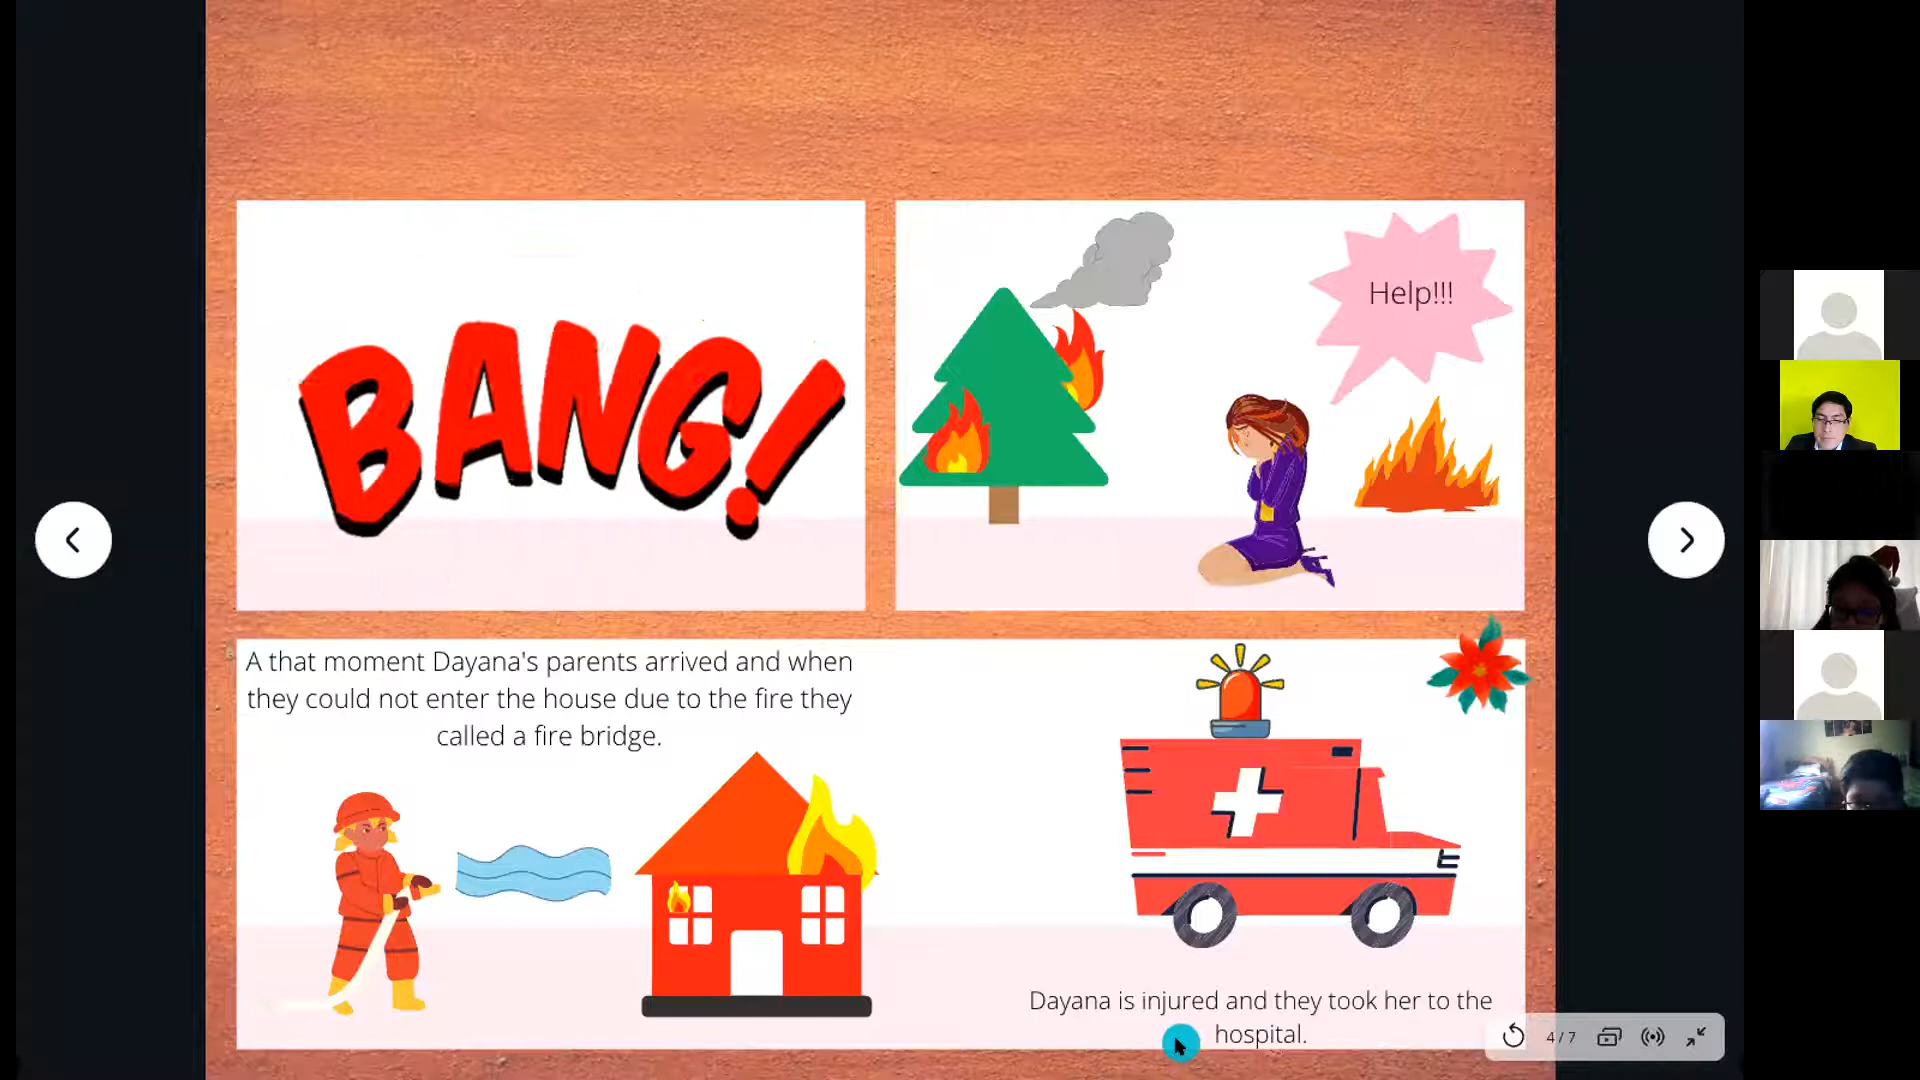 BANG!
Help!!!
A that moment Dayana's parents arrived and when
they could not enter the house due to the fire they
called a fire bridge.
Dayana is injured and they took her to the
hospital.
4 / 7